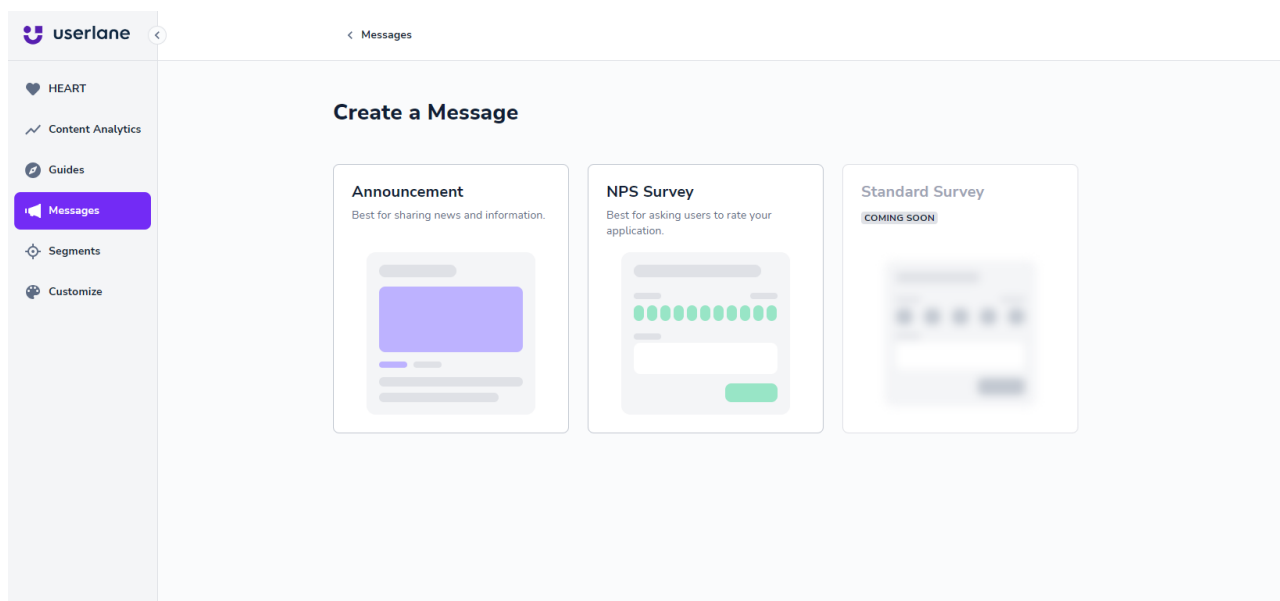 userlane
Messages
HEART
Content Analytics
Guides
Messages
Segments
Customize
Create a Message
Announcement
Best for sharing news and information.
NPS Survey
Best for asking users to rate your
application.
Standard Survey
COMING SOON